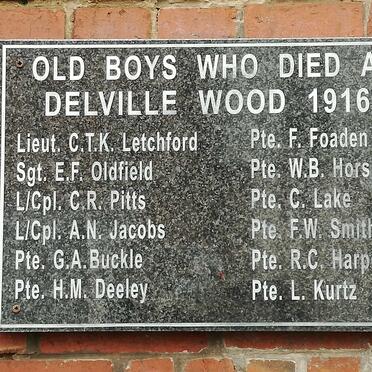 OLD BOYS WHO DIED A
DELVILLE WOOD 1916
Lieut. C.T.K. Letchford
Sgt. E.F. Oldfield
L/Cpl. C.R. Pitts
L/Cpl. A.N. Jacobs
Pte. G.A.Buckle
Pte. H.M. Deeley
Pte. F. Foaden
Pte. W.B. Hors
Pte. C. Lake
Pte. F.W. Smith
Pte. R.C. Harp
Pte. L. Kurtz